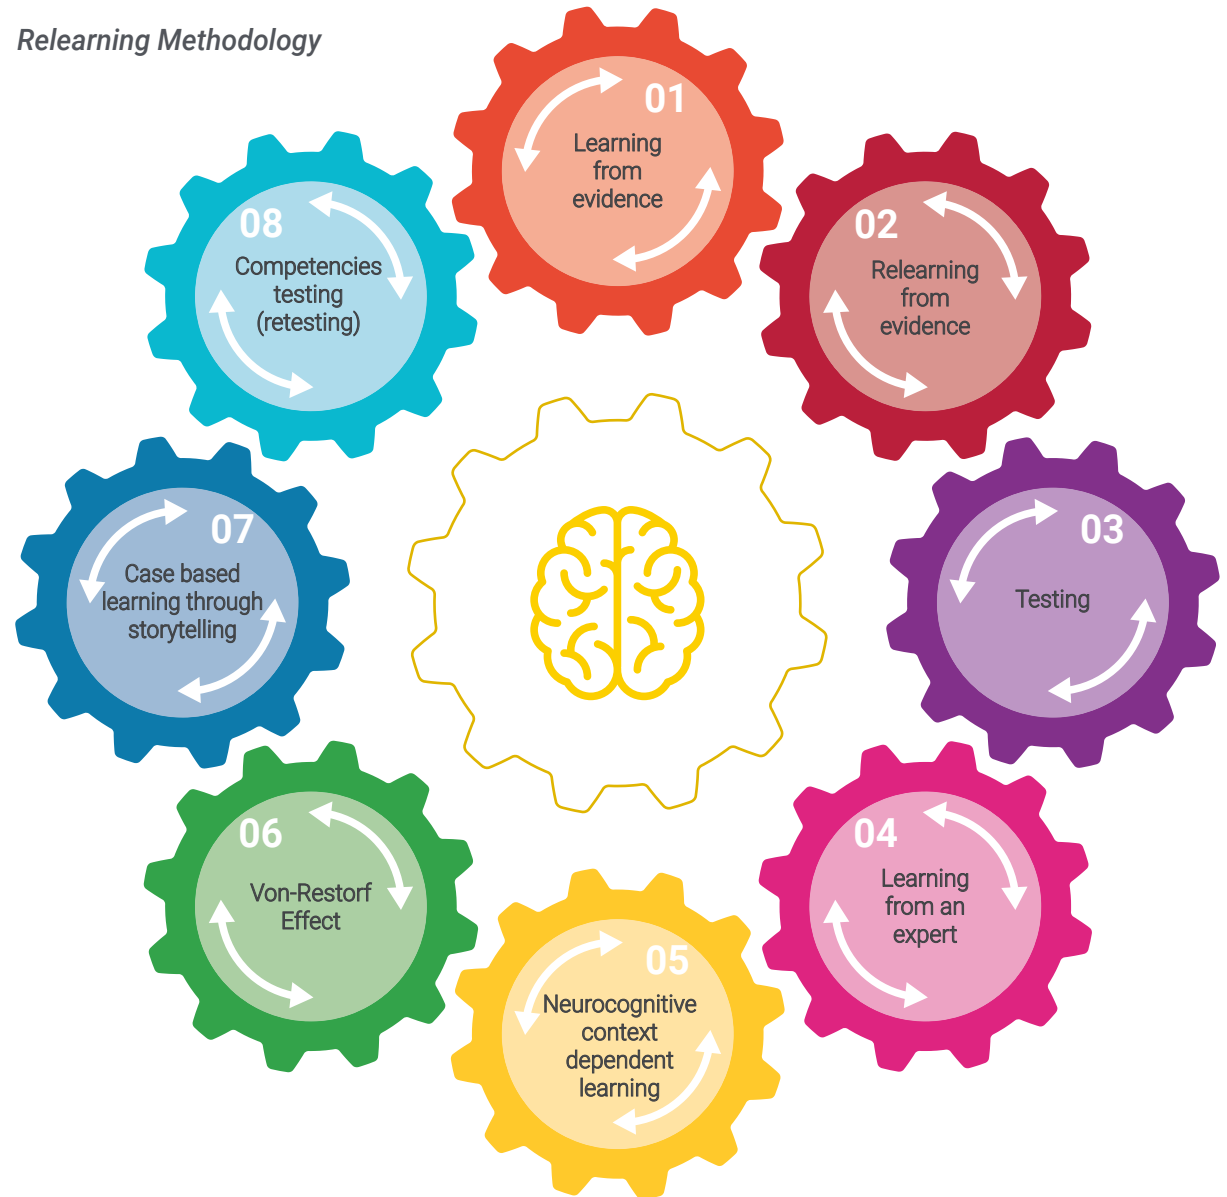 Relearning Methodology
01
Learning
from
evidence
02
Relearning
from
evidence
03
Testing
04
Learning
from an
expert
05
Neurocognitive
context
dependent
learning
06
Von-Restorf
Effect
07
Case based
learning through
storytelling
08
Competencies
testing
(retesting)